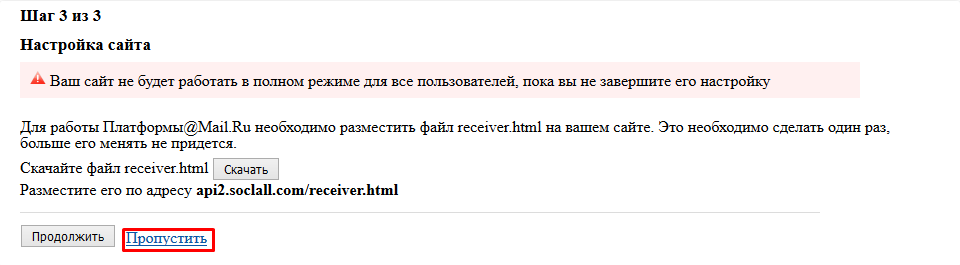 Шаг 3 из 3
Настройка сайта
Ваш сайт не будет работать в полном режиме для все пользователей, пока вы не завершите его настройку
Для работы Платформы@Mail.Ru необходимо разместить файл receiver.html на вашем сайте. Это необходимо сделать один раз,
больше его менять не придется.
Скачайте файл receiver.html Скачать
Разместите его по адресу api2.soclall.com/receiver.html
Продолжить Пропустить